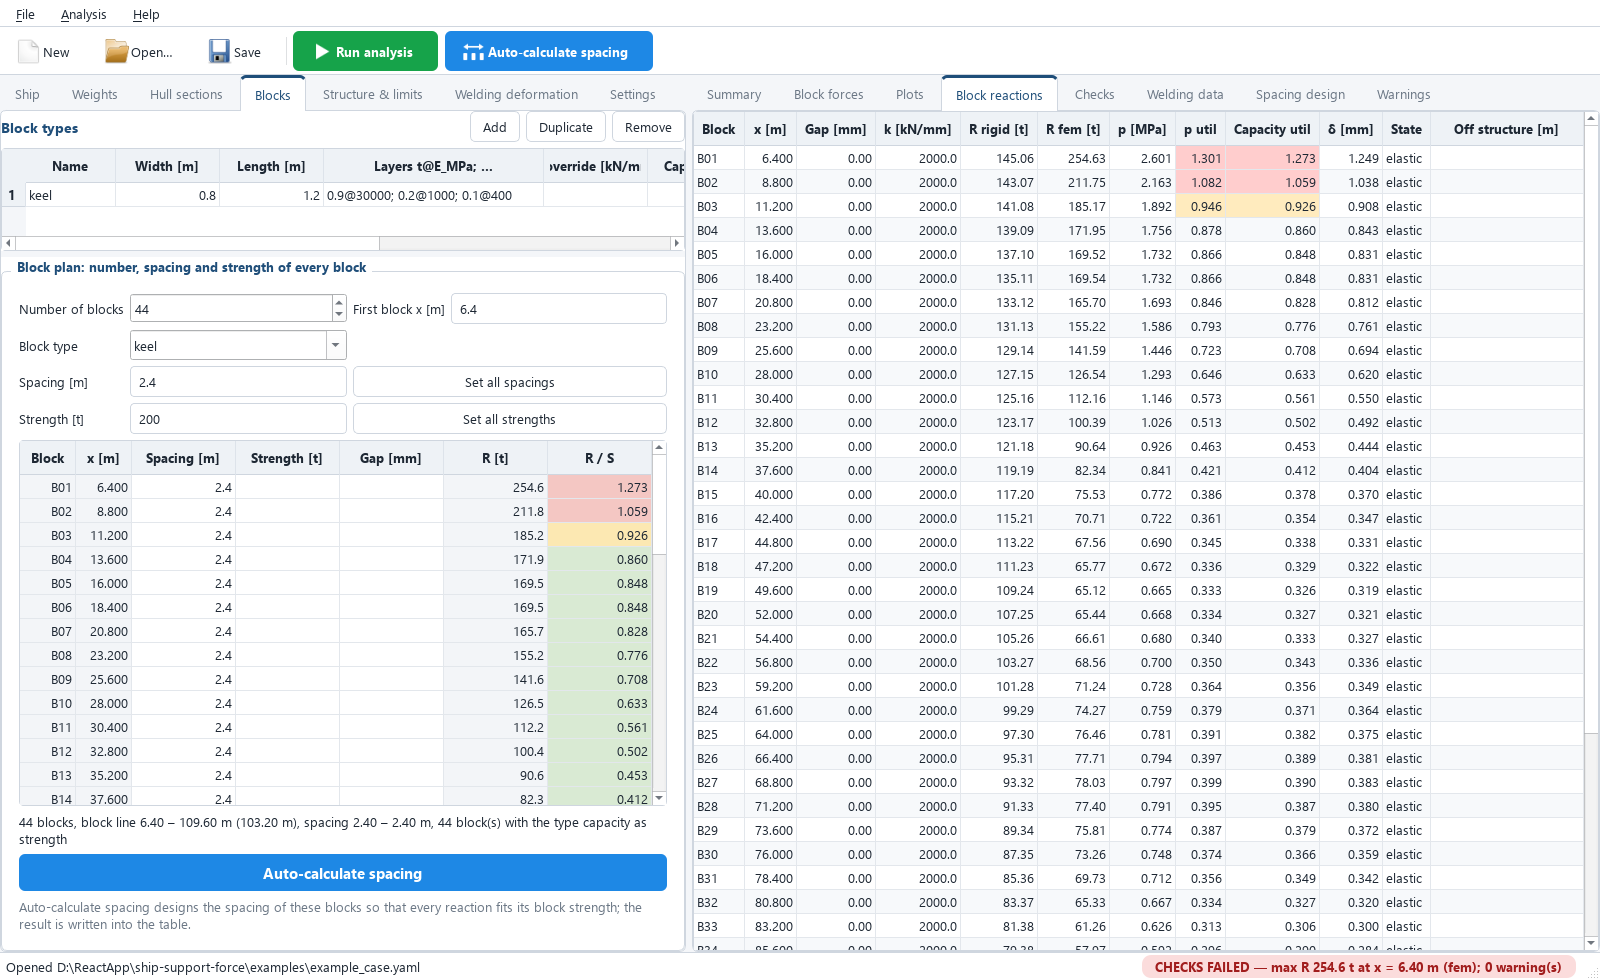 File Analysis Help
New Open... Save Run analysis Auto-calculate spacing
Ship Weights Hull sections Blocks Structure & limits Welding deformation Settings
Summary Block forces Plots Block reactions Checks Welding data Spacing design Warnings
Block types Add Duplicate Remove
Name Width [m] Length [m] Layers t@E_MPa; ...
1 keel 0.8 1.2 0.9@30000; 0.2@1000; 0.1@400
Block plan: number, spacing and strength of every block
Number of blocks 44 First block x [m] 6.4
Block type keel
Spacing [m] 2.4 Set all spacings
Strength [t] 200 Set all strengths
Block x [m] Spacing [m] Strength [t] Gap [mm] R [t] R / S
B01 6.400 2.4 254.6 1.273
B02 8.800 2.4 211.8 1.059
B03 11.200 2.4 185.2 0.926
B04 13.600 2.4 171.9 0.860
B05 16.000 2.4 169.5 0.848
B06 18.400 2.4 169.5 0.848
B07 20.800 2.4 165.7 0.828
B08 23.200 2.4 155.2 0.776
B09 25.600 2.4 141.6 0.708
B10 28.000 2.4 126.5 0.633
B11 30.400 2.4 112.2 0.561
B12 32.800 2.4 100.4 0.502
B13 35.200 2.4 90.6 0.453
B14 37.600 2.4 82.3 0.412
44 blocks, block line 6.40 – 109.60 m (103.20 m), spacing 2.40 – 2.40 m, 44 block(s) with the type capacity as
strength
Auto-calculate spacing
Auto-calculate spacing designs the spacing of these blocks so that every reaction fits its block strength; the
result is written into the table.
Block x [m] Gap [mm] k [kN/mm] R rigid [t] R fem [t] p [MPa] p util Capacity util δ [mm] State Off structure [m]
B01 6.400 0.00 2000.0 145.06 254.63 2.601 1.301 1.273 1.249 elastic
B02 8.800 0.00 2000.0 143.07 211.75 2.163 1.082 1.059 1.038 elastic
B03 11.200 0.00 2000.0 141.08 185.17 1.892 0.946 0.926 0.908 elastic
B04 13.600 0.00 2000.0 139.09 171.95 1.756 0.878 0.860 0.843 elastic
B05 16.000 0.00 2000.0 137.10 169.52 1.732 0.866 0.848 0.831 elastic
B06 18.400 0.00 2000.0 135.11 169.54 1.732 0.866 0.848 0.831 elastic
B07 20.800 0.00 2000.0 133.12 165.70 1.693 0.846 0.828 0.812 elastic
B08 23.200 0.00 2000.0 131.13 155.22 1.586 0.793 0.776 0.761 elastic
B09 25.600 0.00 2000.0 129.14 141.59 1.446 0.723 0.708 0.694 elastic
B10 28.000 0.00 2000.0 127.15 126.54 1.293 0.646 0.633 0.620 elastic
B11 30.400 0.00 2000.0 125.16 112.16 1.146 0.573 0.561 0.550 elastic
B12 32.800 0.00 2000.0 123.17 100.39 1.026 0.513 0.502 0.492 elastic
B13 35.200 0.00 2000.0 121.18 90.64 0.926 0.463 0.453 0.444 elastic
B14 37.600 0.00 2000.0 119.19 82.34 0.841 0.421 0.412 0.404 elastic
B15 40.000 0.00 2000.0 117.20 75.53 0.772 0.386 0.378 0.370 elastic
B16 42.400 0.00 2000.0 115.21 70.71 0.722 0.361 0.354 0.347 elastic
B17 44.800 0.00 2000.0 113.22 67.56 0.690 0.345 0.338 0.331 elastic
B18 47.200 0.00 2000.0 111.23 65.77 0.672 0.336 0.329 0.322 elastic
B19 49.600 0.00 2000.0 109.24 65.12 0.665 0.333 0.326 0.319 elastic
B20 52.000 0.00 2000.0 107.25 65.44 0.668 0.334 0.327 0.321 elastic
B21 54.400 0.00 2000.0 105.26 66.61 0.680 0.340 0.333 0.327 elastic
B22 56.800 0.00 2000.0 103.27 68.56 0.700 0.350 0.343 0.336 elastic
B23 59.200 0.00 2000.0 101.28 71.24 0.728 0.364 0.356 0.349 elastic
B24 61.600 0.00 2000.0 99.29 74.27 0.759 0.379 0.371 0.364 elastic
B25 64.000 0.00 2000.0 97.30 76.46 0.781 0.391 0.382 0.375 elastic
B26 66.400 0.00 2000.0 95.31 77.71 0.794 0.397 0.389 0.381 elastic
B27 68.800 0.00 2000.0 93.32 78.03 0.797 0.399 0.390 0.383 elastic
B28 71.200 0.00 2000.0 91.33 77.40 0.791 0.395 0.387 0.380 elastic
B29 73.600 0.00 2000.0 89.34 75.81 0.774 0.387 0.379 0.372 elastic
B30 76.000 0.00 2000.0 87.35 73.26 0.748 0.374 0.366 0.359 elastic
B31 78.400 0.00 2000.0 85.36 69.73 0.712 0.356 0.349 0.342 elastic
B32 80.800 0.00 2000.0 83.37 65.33 0.667 0.334 0.327 0.320 elastic
B33 83.200 0.00 2000.0 81.38 61.26 0.626 0.313 0.306 0.300 elastic
Opened D:\ReactApp\ship-support-force\examples\example_case.yaml
CHECKS FAILED — max R 254.6 t at x = 6.40 m (fem); 0 warning(s)